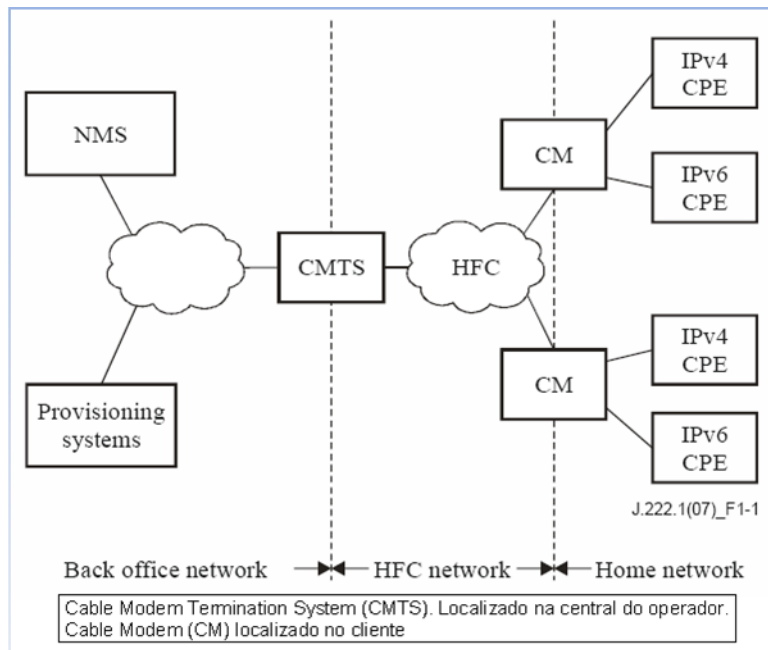 NMS
Provisioning
systems
CMTS
HFC
CM
IPv4
CPE
IPv6
CPE
CM
IPv4
CPE
IPv6
CPE
J.222.1(07)_F1-1
Back office network
HFC network
Home network
Cable Modem Termination System (CMTS). Localizado na central do operador.
Cable Modem (CM) localizado no cliente